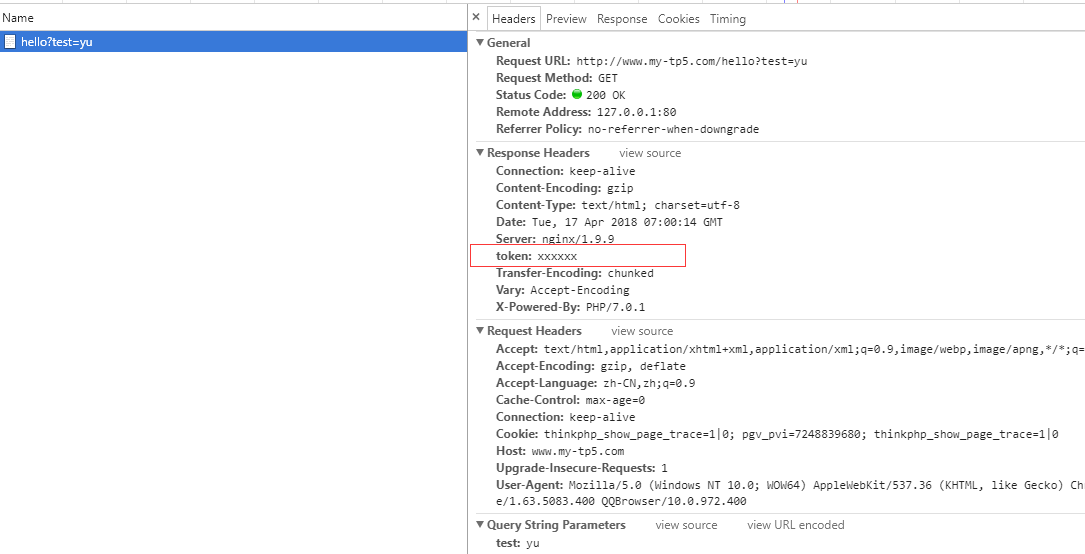 Name
hello?test=yu
× Headers Preview Response Cookies Timing
▼ General
Request URL: http://www.my-tp5.com/hello?test=yu
Request Method: GET
Status Code: 200 OK
Remote Address: 127.0.0.1:80
Referrer Policy: no-referrer-when-downgrade
▼ Response Headers view source
Connection: keep-alive
Content-Encoding: gzip
Content-Type: text/html; charset=utf-8
Date: Tue, 17 Apr 2018 07:00:14 GMT
Server: nginx/1.9.9
token: xxxxxx
Transfer-Encoding: chunked
Vary: Accept-Encoding
X-Powered-By: PHP/7.0.1
▼ Request Headers view source
Accept: text/html,application/xhtml+xml,application/xml;q=0.9,image/webp,image/apng,*/*;q=
Accept-Encoding: gzip, deflate
Accept-Language: zh-CN,zh;q=0.9
Cache-Control: max-age=0
Connection: keep-alive
Cookie: thinkphp_show_page_trace=1|0; pgv_pvi=7248839680; thinkphp_show_page_trace=1|0
Host: www.my-tp5.com
Upgrade-Insecure-Requests: 1
User-Agent: Mozilla/5.0 (Windows NT 10.0; WOW64) AppleWebKit/537.36 (KHTML, like Gecko) Ch
e/1.63.5083.400 QQBrowser/10.0.972.400
▼ Query String Parameters view source view URL encoded
test: yu